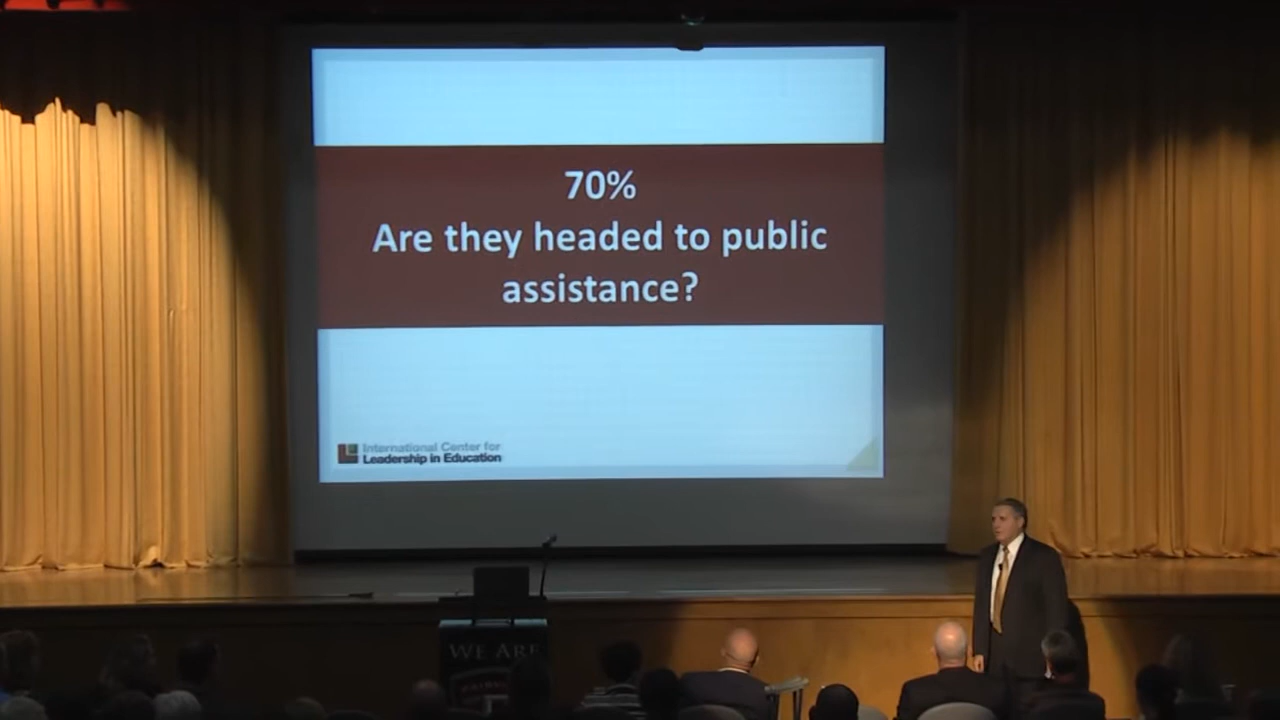 70%
Are they headed to public
assistance?
International Center for
Leadership in Education
WE ARE